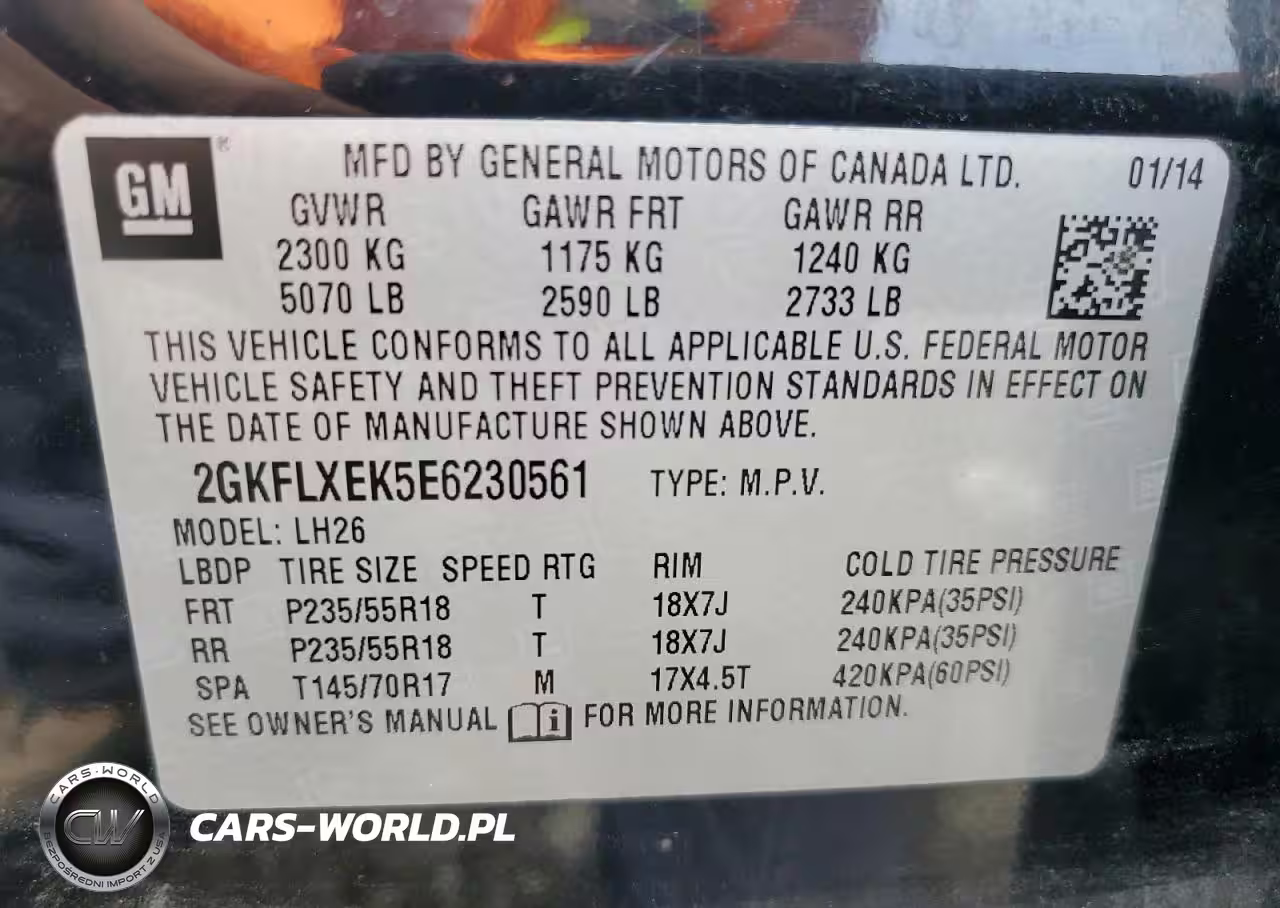 GM®
MFD BY GENERAL MOTORS OF CANADA LTD. 01/14
GVWR GAWR FRT GAWR RR
2300 KG 1175 KG 1240 KG
5070 LB 2590 LB 2733 LB
THIS VEHICLE CONFORMS TO ALL APPLICABLE U.S. FEDERAL MOTOR
VEHICLE SAFETY AND THEFT PREVENTION STANDARDS IN EFFECT ON
THE DATE OF MANUFACTURE SHOWN ABOVE.
2GKFLXEK5E6230561 TYPE: M.P.V.
MODEL: LH26
LBDP TIRE SIZE SPEED RTG RIM COLD TIRE PRESSURE
FRT P235/55R18 T 18X7J 240KPA(35PSI)
RR P235/55R18 T 18X7J 240KPA(35PSI)
SPA T145/70R17 M 17X4.5T 420KPA(60PSI)
SEE OWNER'S MANUAL i FOR MORE INFORMATION.
CARS-WORLD
CW
BEZPOŚREDNI IMPORT Z USA
CARS-WORLD.PL